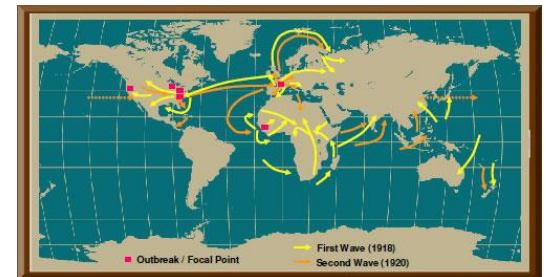 First Wave (1918)
Outbreak / Focal Point
Second Wave (1920)